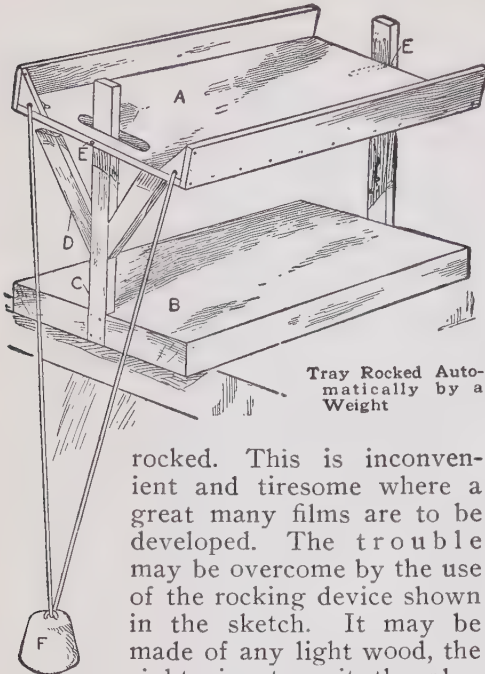 E
A
E
D
C
B
Tray Rocked Auto-
matically by a
Weight
rocked. This is inconven-
ient and tiresome where a
great many films are to be
developed. The trouble
may be overcome by the use
of the rocking device shown
in the sketch. It may be
made of any light wood, the
F